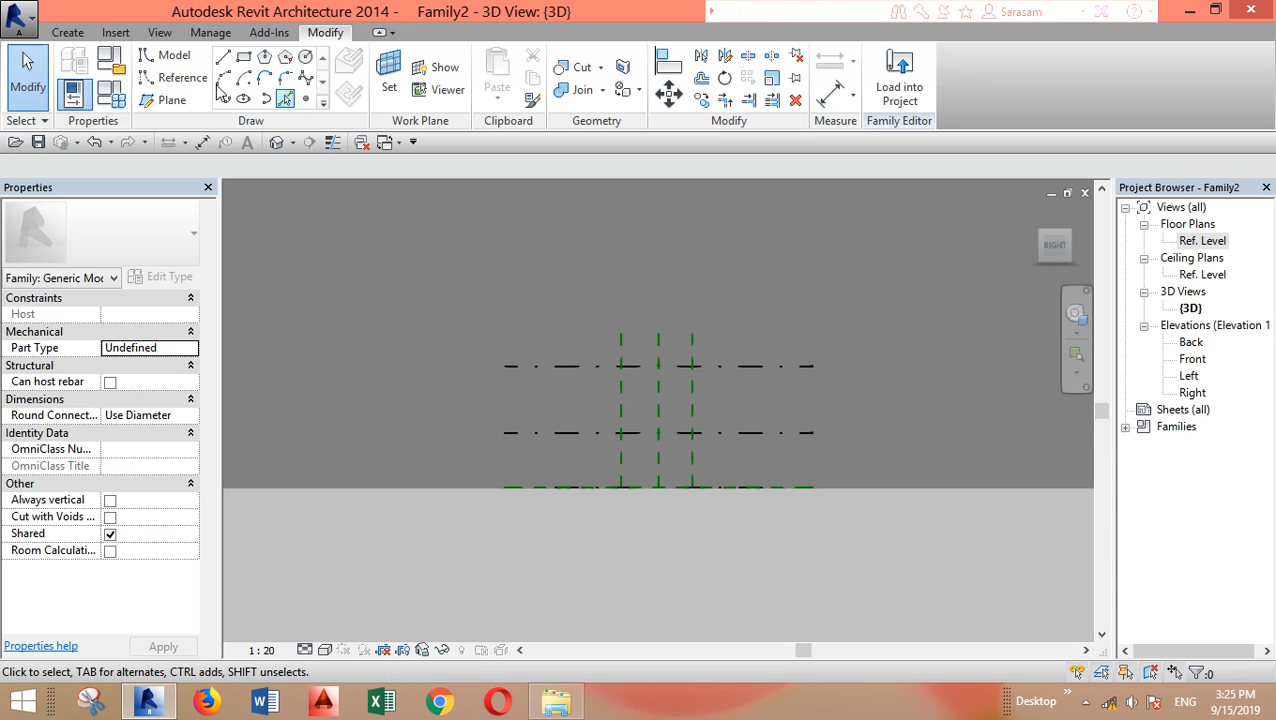 Autodesk Revit Architecture 2014 - Family2 - 3D View: {3D}
Sarasam
Create Insert View Manage Add-Ins Modify
Modify
Select
Properties
Model
Reference
Plane
Draw
Set
Show
Viewer
Work Plane
Paste
Clipboard
Cut
Join
Geometry
Modify
Measure
Load into
Project
Family Editor
Properties
Family: Generic Moc
Edit Type
Constraints
Host
Mechanical
Part Type Undefined
Structural
Can host rebar
Dimensions
Round Connect... Use Diameter
Identity Data
OmniClass Nu...
OmniClass Title
Other
Always vertical
Cut with Voids ...
Shared
Room Calculati...
Properties help
Apply
RIGHT
1 : 20
Project Browser - Family2
Views (all)
Floor Plans
Ref. Level
Ceiling Plans
Ref. Level
3D Views
{3D}
Elevations (Elevation 1
Back
Front
Left
Right
Sheets (all)
Families
Click to select, TAB for alternates, CTRL adds, SHIFT unselects.
:0
Desktop
ENG
3:25 PM
9/15/2019